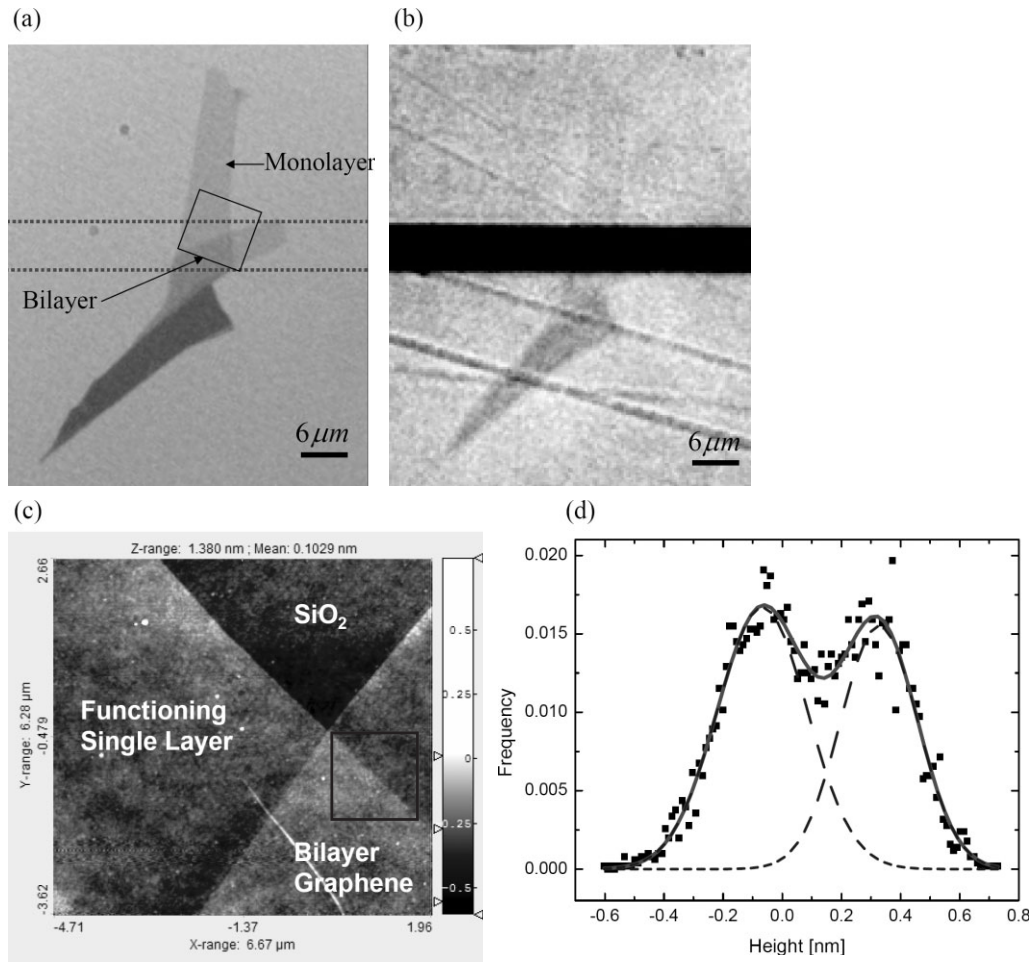 (a)
(b)
Monolayer
Bilayer
6 μm
6 μm
(c)
(d)
Z-range: 1.380 nm ; Mean: 0.1029 nm
2.66
Y-range: 6.28 μm
-0.479
-3.62
SiO₂
Functioning
Single Layer
Bilayer
Graphene
0.5
0.25
0
-0.25
-0.5
-4.71
-1.37
1.96
X-range: 6.67 μm
0.020
0.015
0.010
0.005
0.000
Frequency
-0.6
-0.4
-0.2
0.0
0.2
0.4
0.6
0.8
Height [nm]